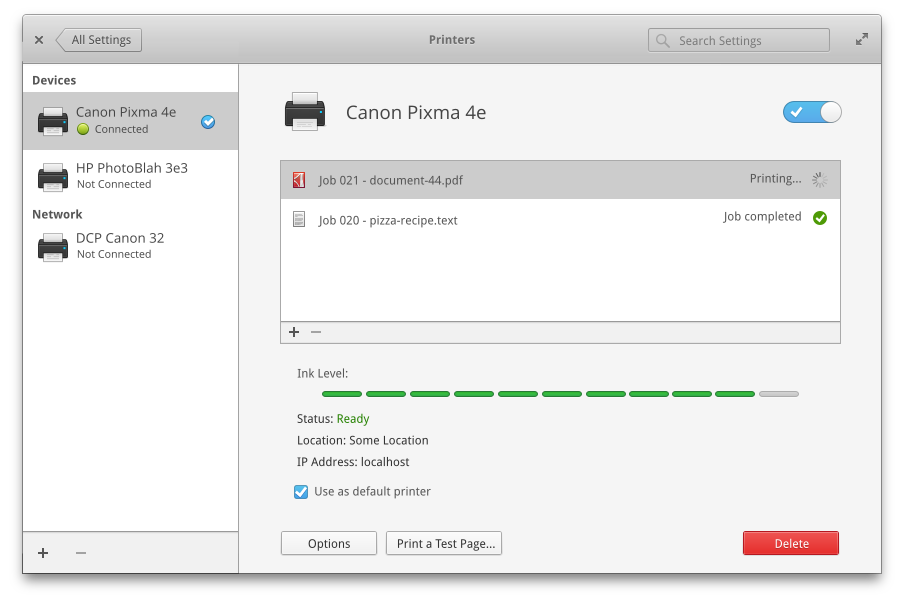 All Settings
Printers
Search Settings
Devices
Canon Pixma 4e
Connected
HP PhotoBlah 3e3
Not Connected
Network
DCP Canon 32
Not Connected
Canon Pixma 4e
Job 021 - document-44.pdf
Printing...
Job 020 - pizza-recipe.text
Job completed
Ink Level:
Status: Ready
Location: Some Location
IP Address: localhost
Use as default printer
Options
Print a Test Page...
Delete